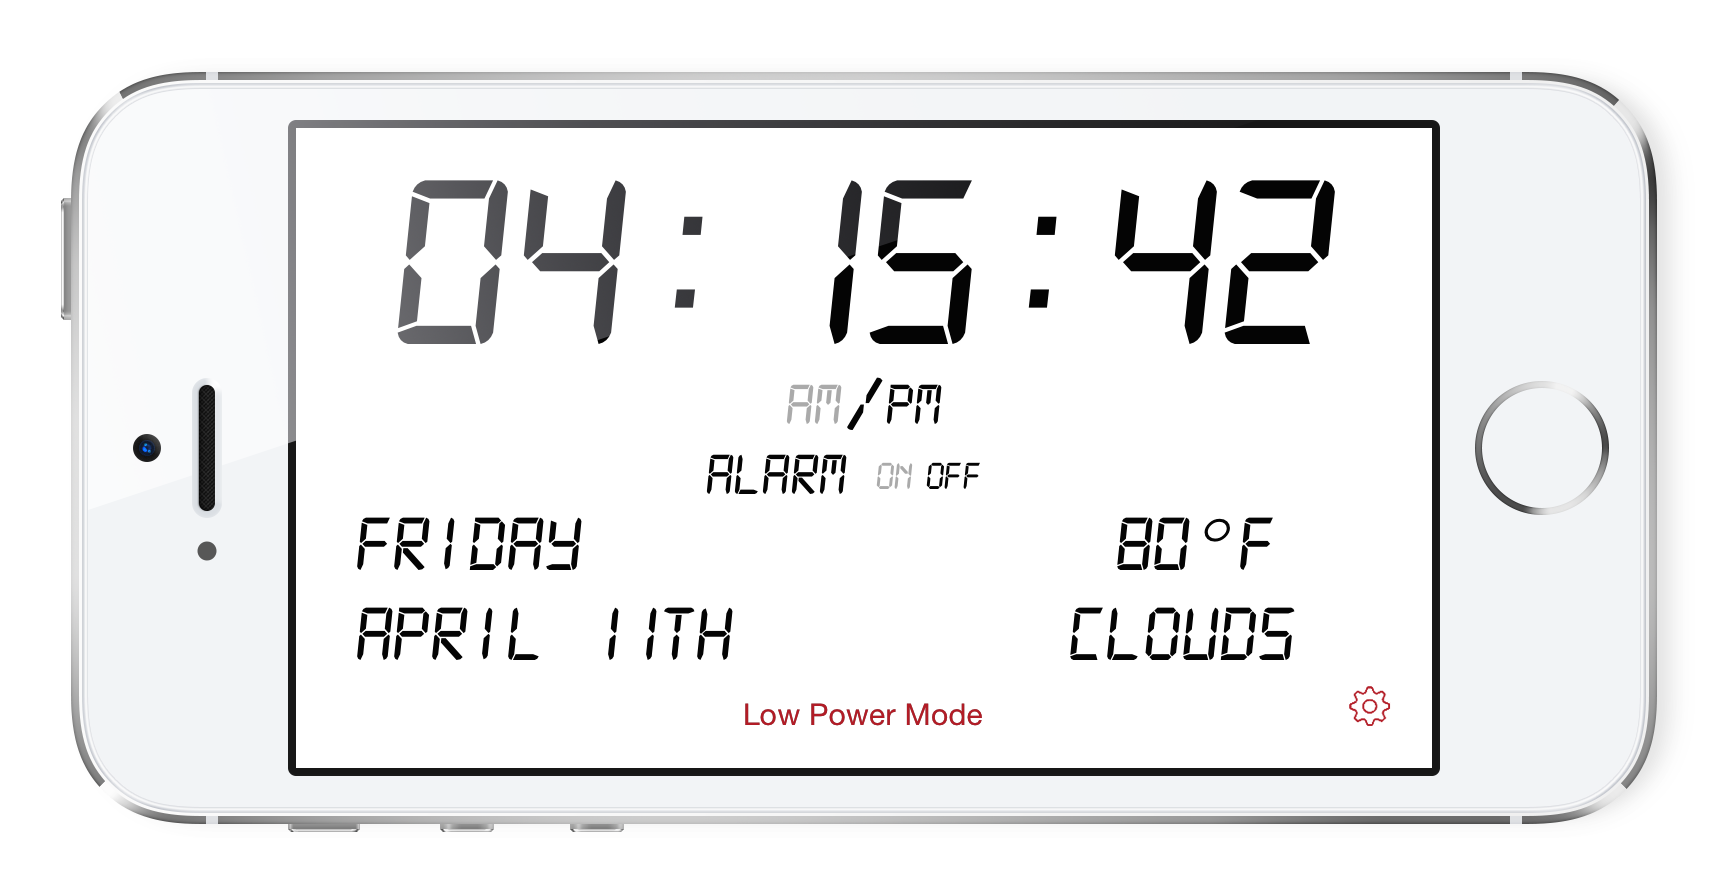 04:15:42
AM/PM
ALARM ON OFF
FRIDAY 80°F
APRIL 11TH CLOUDS
Low Power Mode